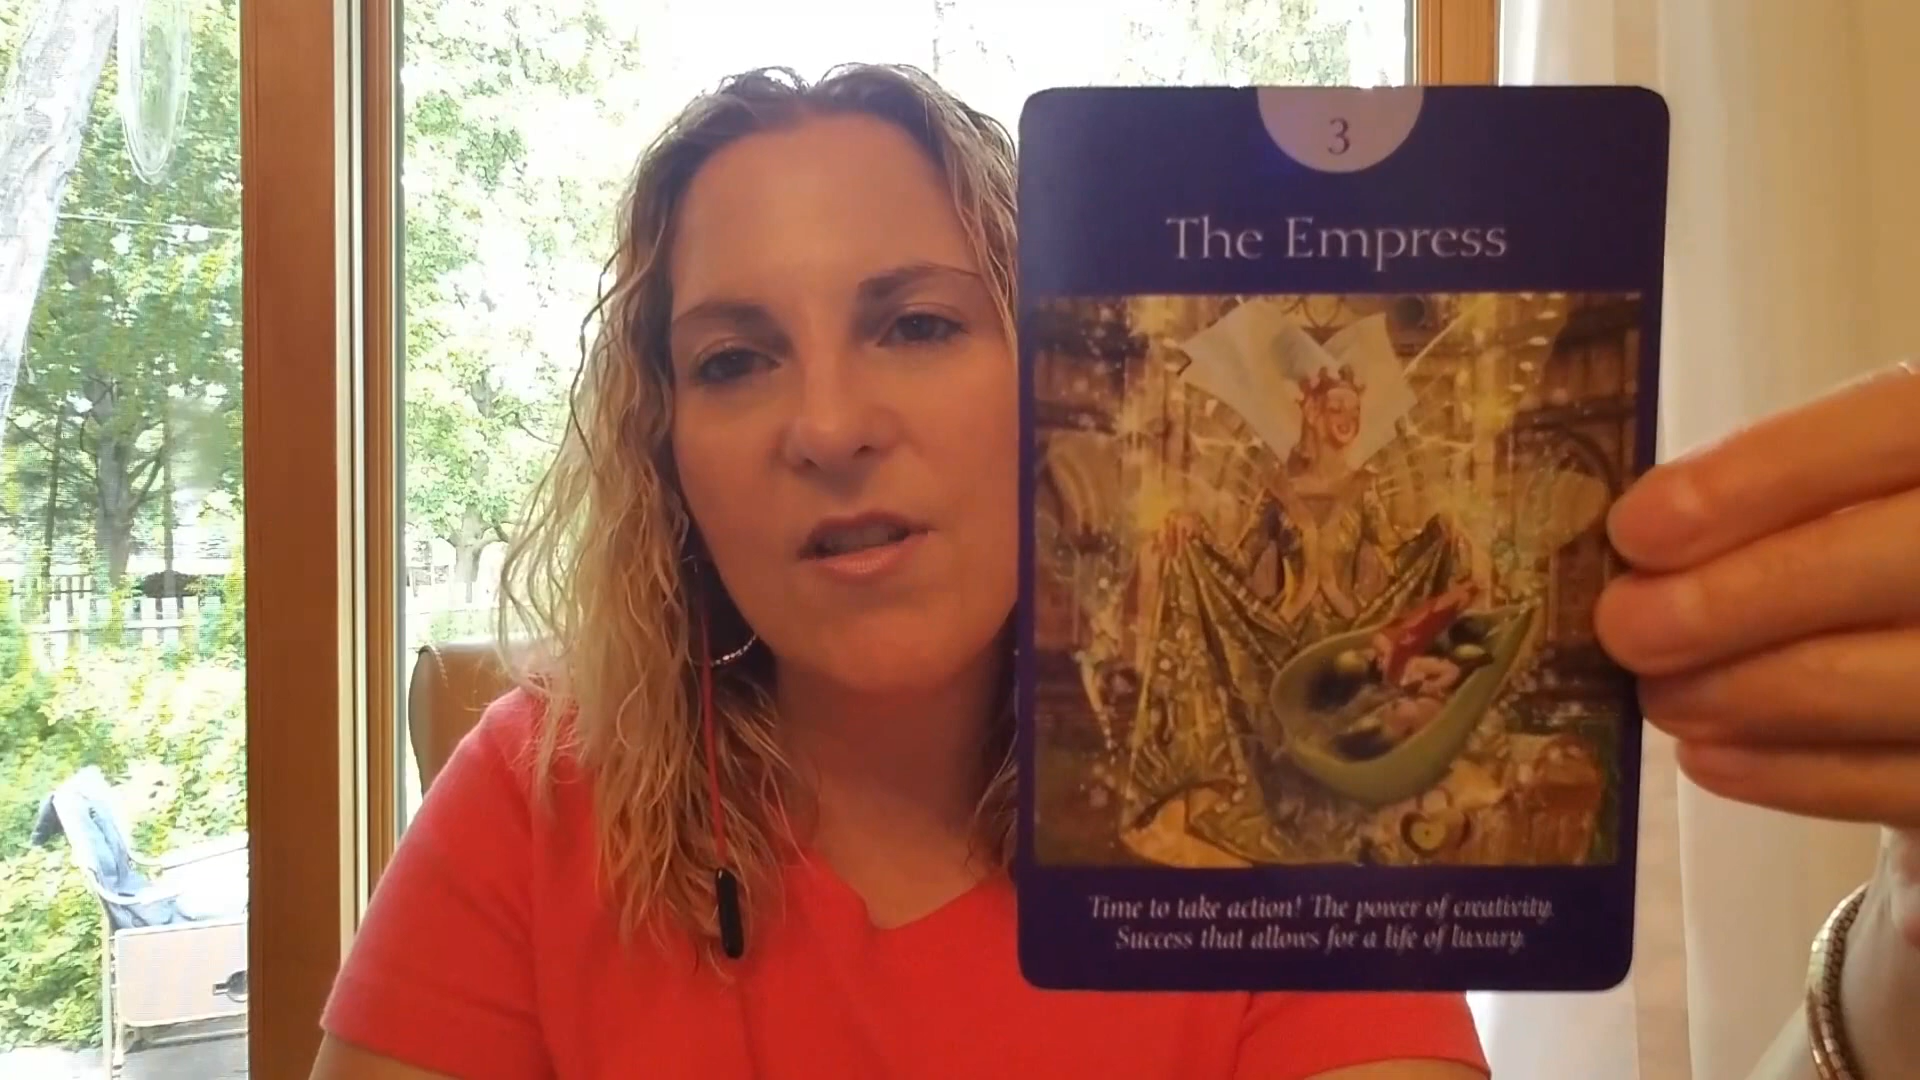 3
The Empress
Time to take action! The power of creativity.
Success that allows for a life of luxury.